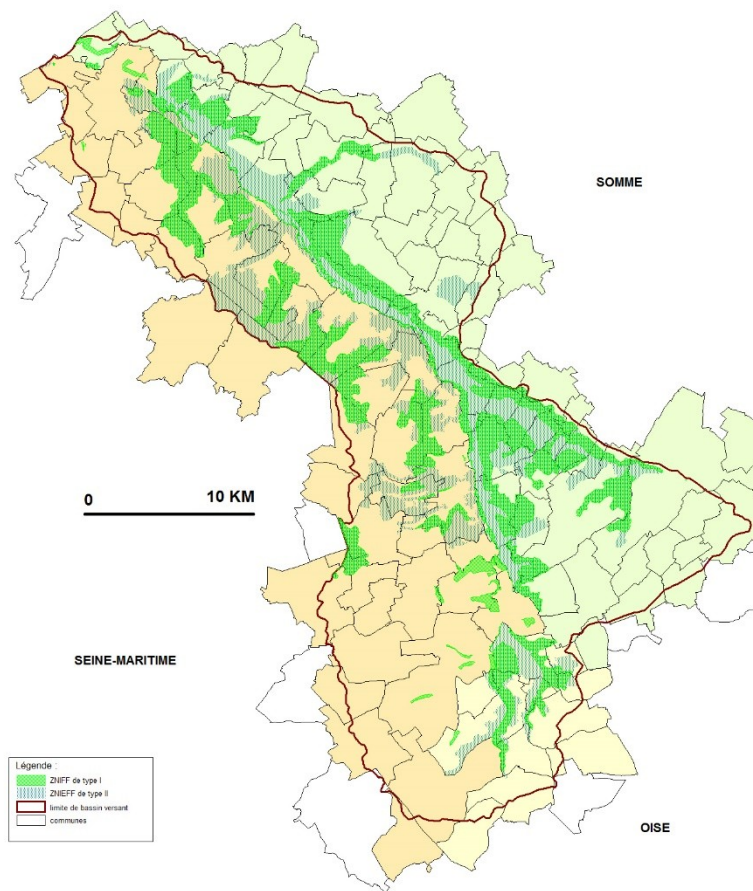 SOMME
0 10 KM
SEINE-MARITIME
Légende :
ZNIFF de type I
ZNIEFF de type II
limite de bassin versant
communes
OISE